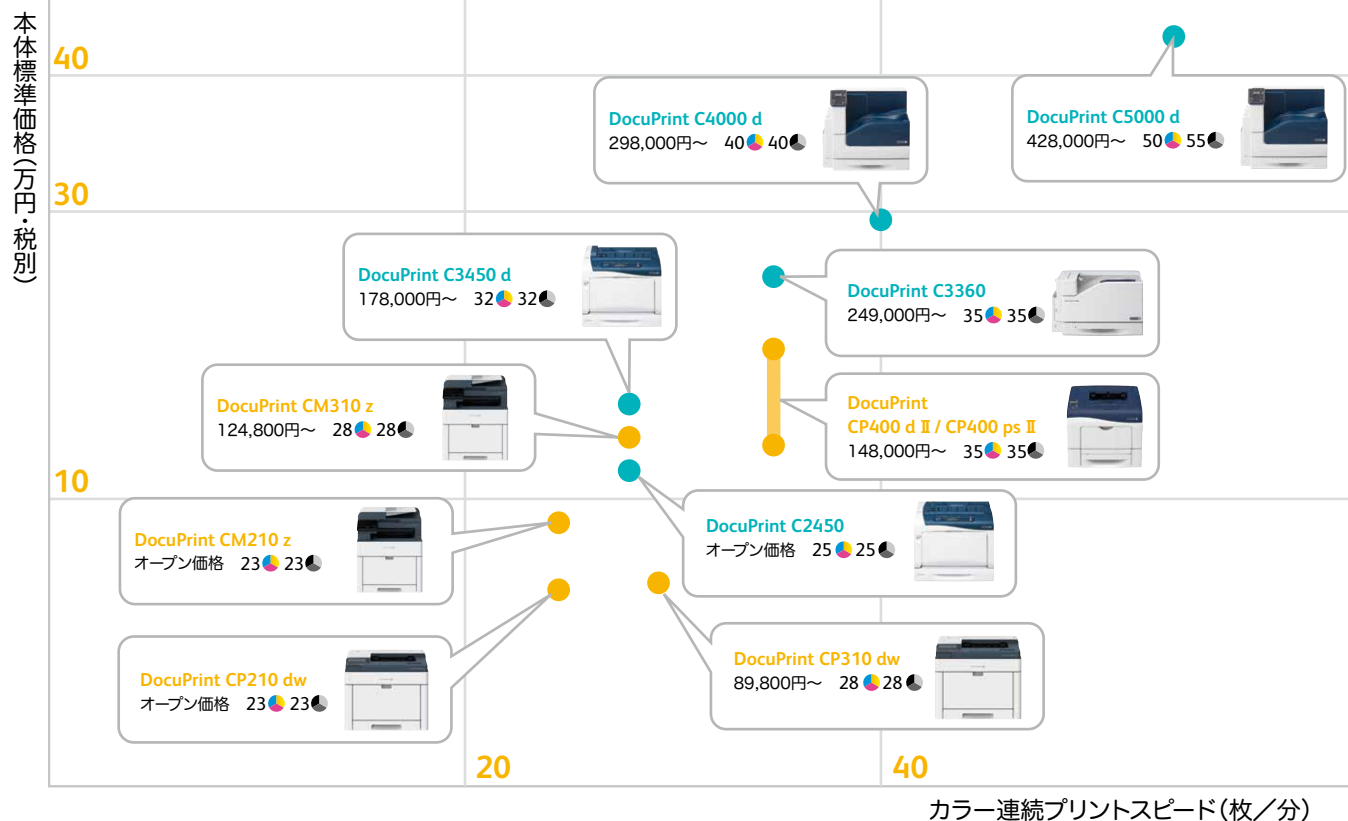 本体標準価格(万円・税別)
40
30
10
DocuPrint C4000 d
298,000円〜 40 40
DocuPrint C5000 d
428,000円〜 50 55
DocuPrint C3450 d
178,000円〜 32 32
DocuPrint C3360
249,000円〜 35 35
DocuPrint CM310 z
124,800円〜 28 28
DocuPrint
CP400 d Ⅱ / CP400 ps Ⅱ
148,000円〜 35 35
DocuPrint CM210 z
オープン価格 23 23
DocuPrint C2450
オープン価格 25 25
DocuPrint CP210 dw
オープン価格 23 23
DocuPrint CP310 dw
89,800円〜 28 28
20
40
カラー連続プリントスピード(枚／分)